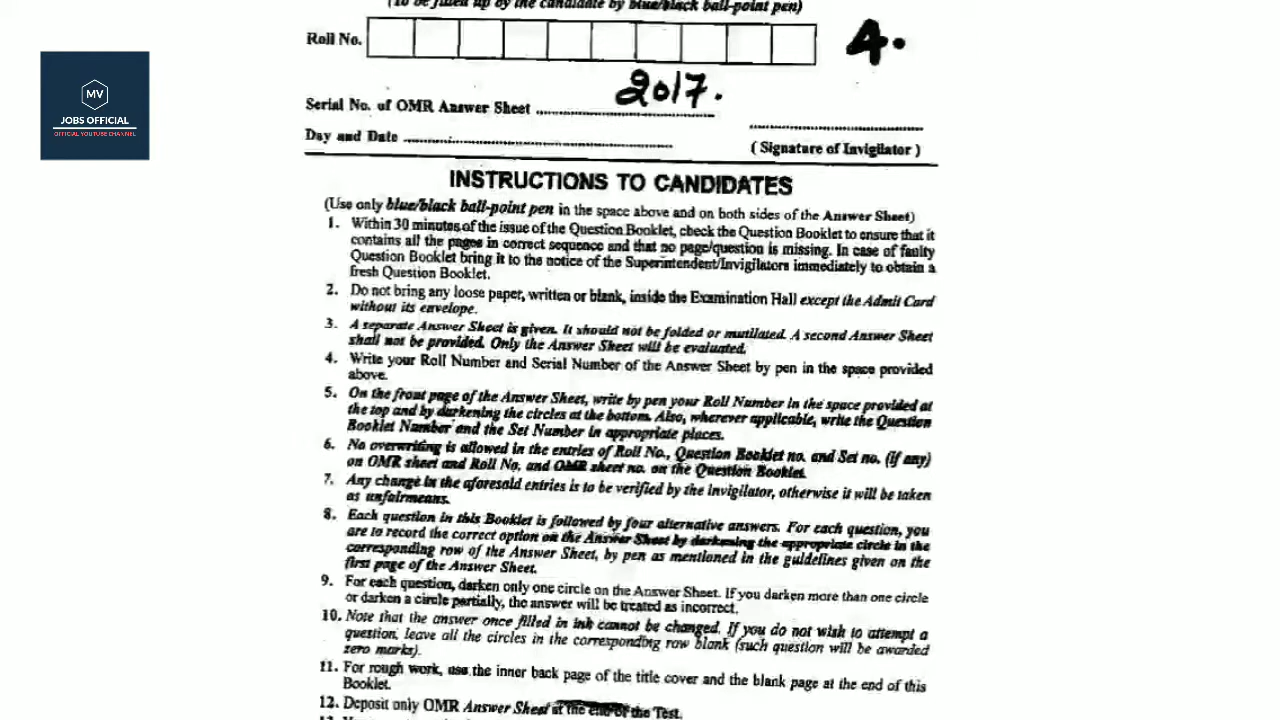 (To be filled up by the candidate by blue/black ball-point pen)
Roll No.
4.
2017.
Serial No. of OMR Answer Sheet
Day and Date
( Signature of Invigilator )
MV
JOBS OFFICIAL
OFFICIAL YOUTUBE CHANNEL
INSTRUCTIONS TO CANDIDATES
(Use only blue/black ball-point pen in the space above and on both sides of the Answer Sheet)
1. Within 30 minutes of the issue of the Question Booklet, check the Question Booklet to ensure that it
contains all the pages in correct sequence and that no page/question is missing. In case of faulty
Question Booklet bring it to the notice of the Superintendent/Invigilators immediately to obtain a
fresh Question Booklet.
2. Do not bring any loose paper, written or blank, inside the Examination Hall except the Admit Card
without its envelope.
3. A separate Answer Sheet is given. It should not be folded or mutilated. A second Answer Sheet
shall not be provided. Only the Answer Sheet will be evaluated.
4. Write your Roll Number and Serial Number of the Answer Sheet by pen in the space provided
above.
5. On the front page of the Answer Sheet, write by pen your Roll Number in the space provided at
the top and by darkening the circles at the bottom. Also, wherever applicable, write the Question
Booklet Number and the Set Number in appropriate places.
6. No overwriting is allowed in the entries of Roll No., Question Booklet no. and Set no. (if any)
on OMR sheet and Roll No. and OMR sheet no. on the Question Booklet.
7. Any change in the aforesaid entries is to be verified by the invigilator, otherwise it will be taken
as unfairmeans.
8. Each question in this Booklet is followed by four alternative answers. For each question, you
are to record the correct option on the Answer Sheet by darkening the appropriate circle in the
corresponding row of the Answer Sheet, by pen as mentioned in the guidelines given on the
first page of the Answer Sheet.
9. For each question, darken only one circle on the Answer Sheet. If you darken more than one circle
or darken a circle partially, the answer will be treated as incorrect.
10. Note that the answer once filled in ink cannot be changed. If you do not wish to attempt a
question, leave all the circles in the corresponding row blank (such question will be awarded
zero marks).
11. For rough work, use the inner back page of the title cover and the blank page at the end of this
Booklet.
12. Deposit only OMR Answer Sheet at the end of the Test.